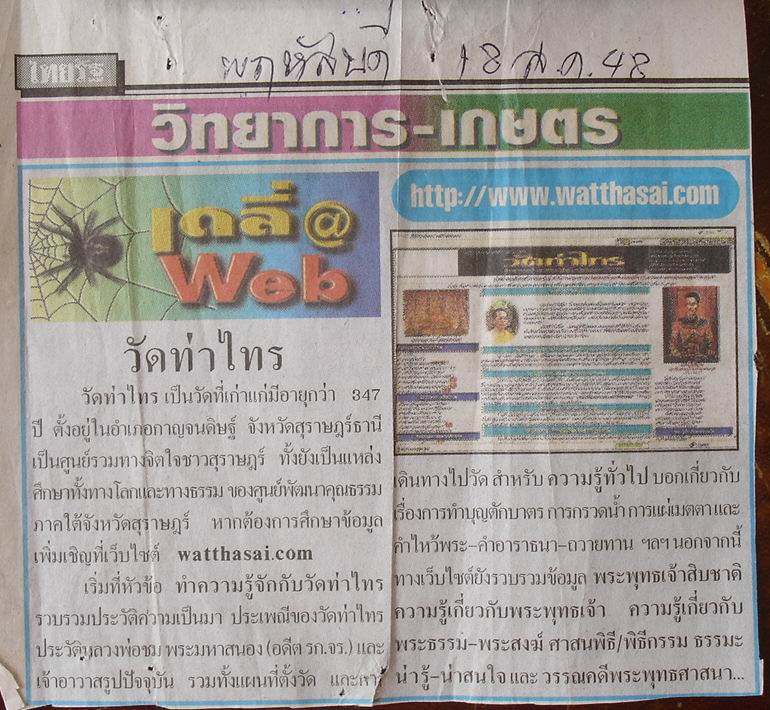 พฤหัสบดี 18 ส.ค. 48
ไทยรัฐ
วิทยาการ-เกษตร
เดลี่@
Web
http://www.watthasai.com
วัดท่าไทร
วัดท่าไทร
วัดท่าไทร เป็นวัดที่เก่าแก่มีอายุกว่า 347
ปี ตั้งอยู่ในอำเภอกาญจนดิษฐ์ จังหวัดสุราษฎร์ธานี
เป็นศูนย์รวมทางจิตใจชาวสุราษฎร์ ทั้งยังเป็นแหล่ง
ศึกษาทั้งทางโลกและทางธรรม ของศูนย์พัฒนาคุณธรรม
ภาคใต้จังหวัดสุราษฎร์ หากต้องการศึกษาข้อมูล
เพิ่มเชิญที่เว็บไซต์ watthasai.com
เริ่มที่หัวข้อ ทำความรู้จักกับวัดท่าไทร
รวบรวมประวัติความเป็นมา ประเพณีของวัดท่าไทร
ประวัติหลวงพ่อชม พระมหาสนอง (อดีต รก.จร.) และ
เจ้าอาวาสรูปปัจจุบัน รวมทั้งแผนที่ตั้งวัด และการ
เดินทางไปวัด สำหรับ ความรู้ทั่วไป บอกเกี่ยวกับ
เรื่องการทำบุญตักบาตร การกรวดน้ำ การแผ่เมตตา และ
คำไหว้พระ-คำอาราธนา-ถวายทาน ฯลฯ นอกจากนี้
ทางเว็บไซต์ยังรวบรวมข้อมูล พระพุทธเจ้าสิบชาติ
ความรู้เกี่ยวกับพระพุทธเจ้า ความรู้เกี่ยวกับ
พระธรรม-พระสงฆ์ ศาสนพิธี/พิธีกรรม ธรรมะ
น่ารู้-น่าสนใจ และ วรรณคดีพระพุทธศาสนา...